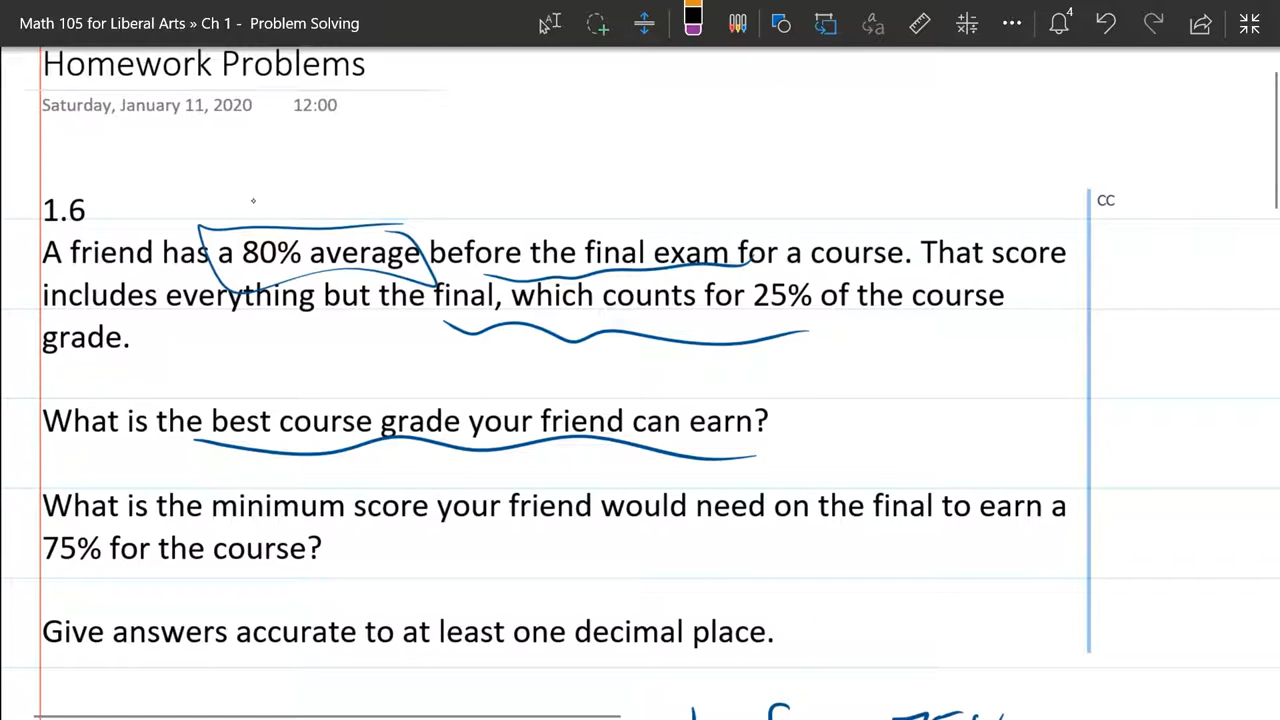 Math 105 for Liberal Arts » Ch 1 - Problem Solving
4
Homework Problems
Saturday, January 11, 2020 12:00
1.6
CC
A friend has a 80% average before the final exam for a course. That score
includes everything but the final, which counts for 25% of the course
grade.
What is the best course grade your friend can earn?
What is the minimum score your friend would need on the final to earn a
75% for the course?
Give answers accurate to at least one decimal place.